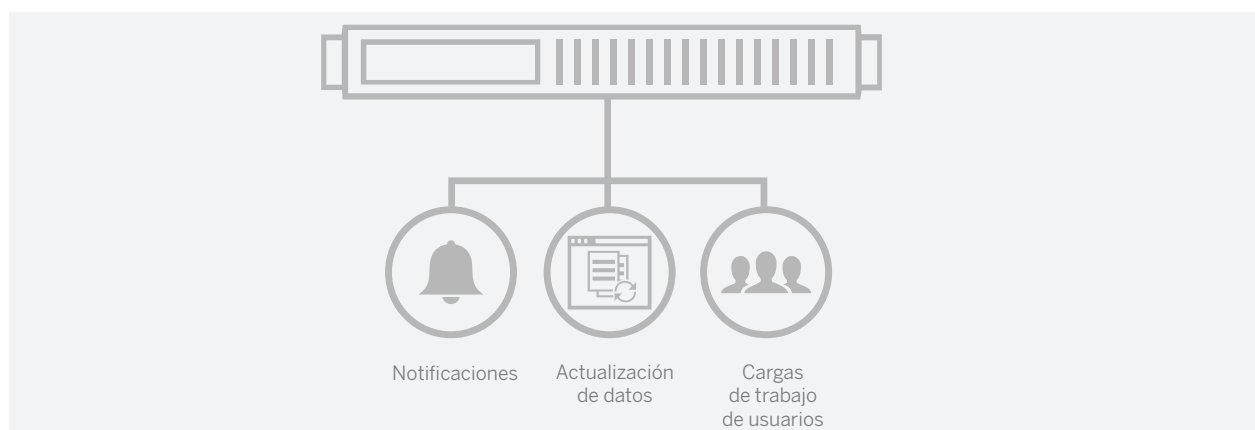 Notificaciones
Actualización
de datos
Cargas
de trabajo
de usuarios